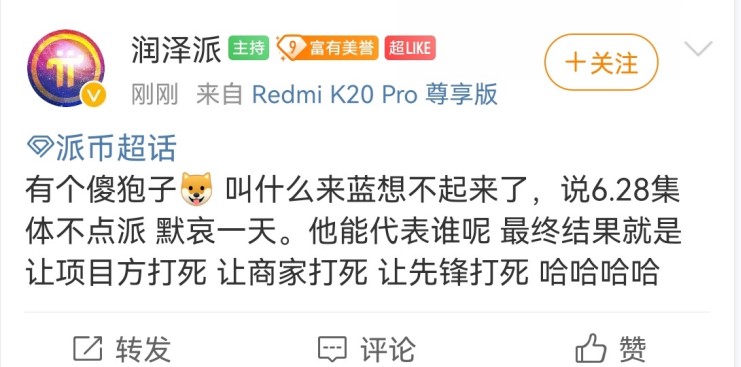 润泽派 主持 9 富有美誉 超LIKE
+关注
刚刚 来自 Redmi K20 Pro 尊享版
派币超话
有个傻狍子🐶 叫什么来蓝想不起来了，说6.28集
体不点派 默哀一天。他能代表谁呢 最终结果就是
让项目方打死 让商家打死 让先锋打死 哈哈哈哈
转发 评论 赞